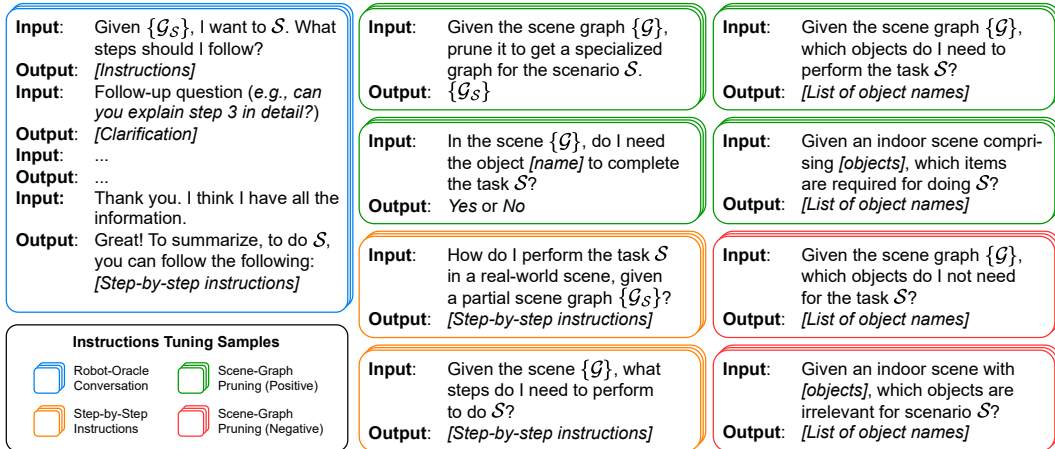 Input: Given {G_S}, I want to S. What
steps should I follow?
Output: [Instructions]
Input: Follow-up question (e.g., can
you explain step 3 in detail?)
Output: [Clarification]
Input: ...
Output: ...
Input: Thank you. I think I have all the
information.
Output: Great! To summarize, to do S,
you can follow the following:
[Step-by-step instructions]
Instructions Tuning Samples
Robot-Oracle
Conversation
Scene-Graph
Pruning (Positive)
Step-by-Step
Instructions
Scene-Graph
Pruning (Negative)
Input: Given the scene graph {G},
prune it to get a specialized
graph for the scenario S.
Output: {G_S}
Input: In the scene {G}, do I need
the object [name] to complete
the task S?
Output: Yes or No
Input: How do I perform the task S
in a real-world scene, given
a partial scene graph {G_S}?
Output: [Step-by-step instructions]
Input: Given the scene {G}, what
steps do I need to perform
to do S?
Output: [Step-by-step instructions]
Input: Given the scene graph {G},
which objects do I need to
perform the task S?
Output: [List of object names]
Input: Given an indoor scene compri-
sing [objects], which items
are required for doing S?
Output: [List of object names]
Input: Given the scene graph {G},
which objects do I not need
for the task S?
Output: [List of object names]
Input: Given an indoor scene with
[objects], which objects are
irrelevant for scenario S?
Output: [List of object names]